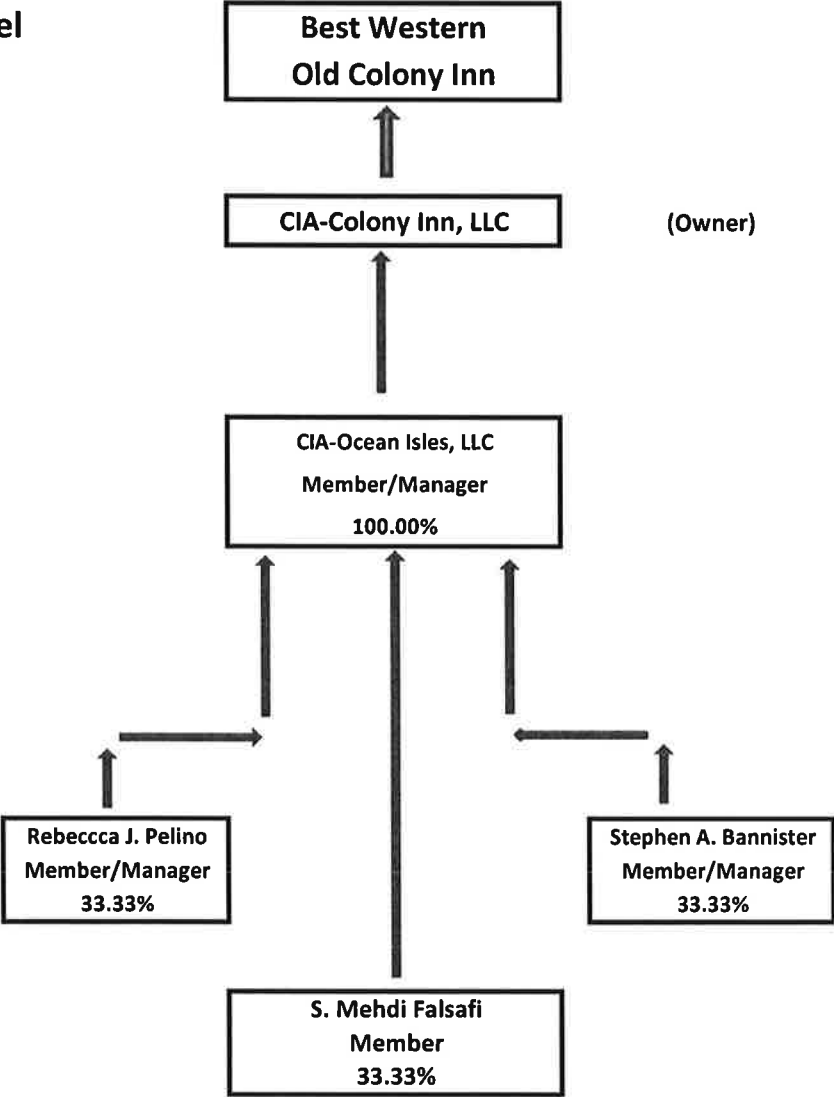 el
Best Western
Old Colony Inn
CIA-Colony Inn, LLC
(Owner)
CIA-Ocean Isles, LLC
Member/Manager
100.00%
Rebeccca J. Pelino
Member/Manager
33.33%
Stephen A. Bannister
Member/Manager
33.33%
S. Mehdi Falsafi
Member
33.33%